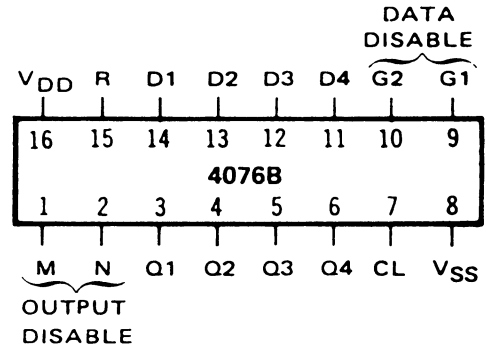 DATA
DISABLE
VDD R D1 D2 D3 D4 G2 G1
16 15 14 13 12 11 10 9
4076B
1 2 3 4 5 6 7 8
M N Q1 Q2 Q3 Q4 CL VSS
OUTPUT
DISABLE